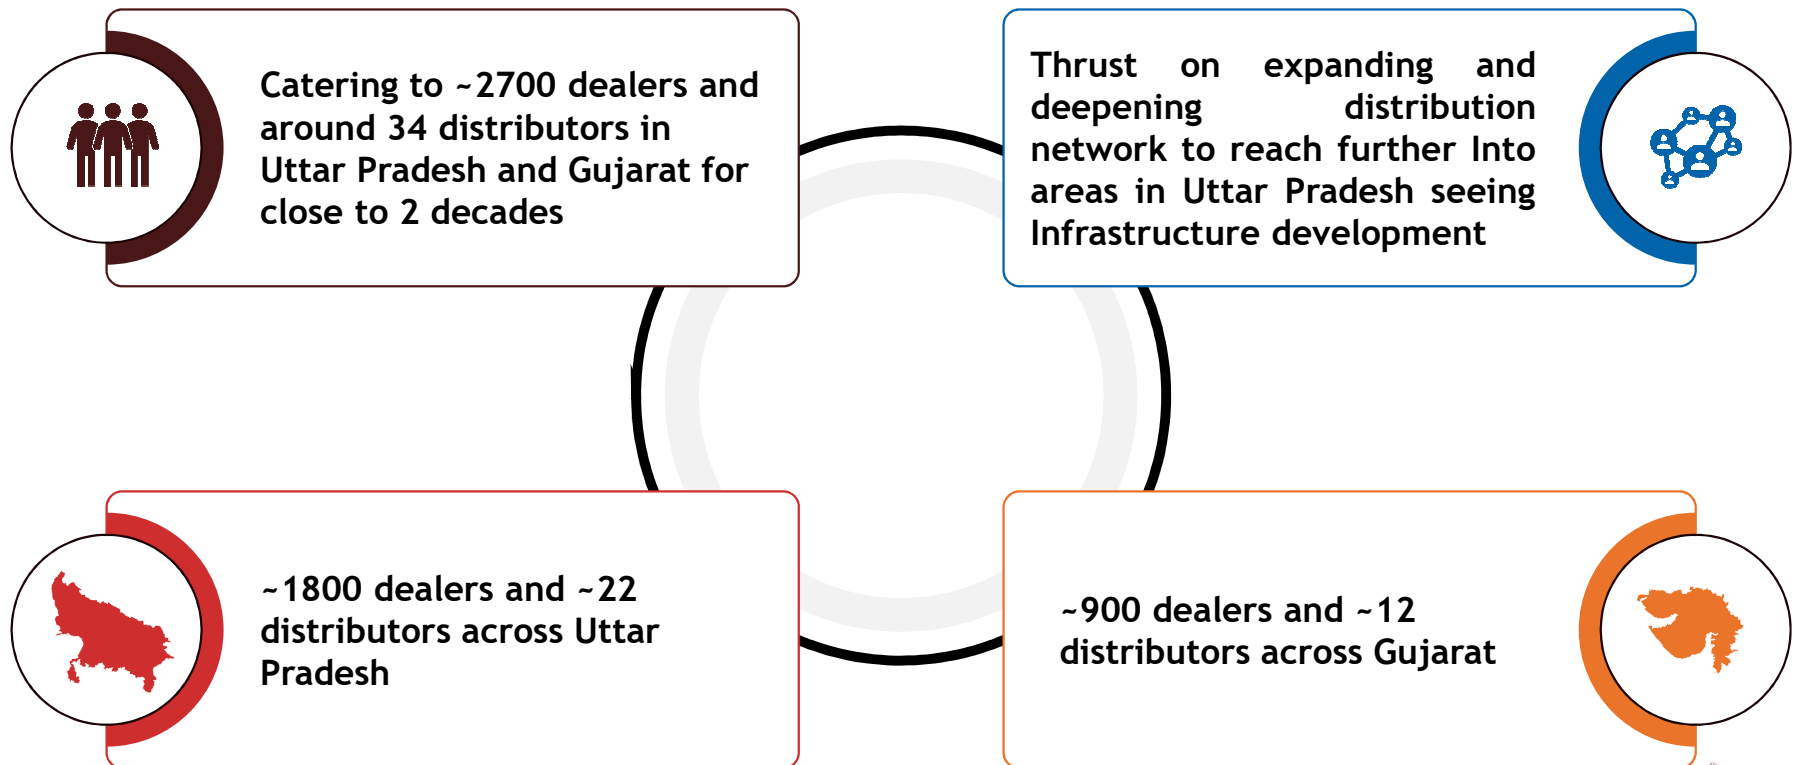 Catering to ~2700 dealers and
around 34 distributors in
Uttar Pradesh and Gujarat for
close to 2 decades
Thrust on expanding and
deepening distribution
network to reach further Into
areas in Uttar Pradesh seeing
Infrastructure development
~1800 dealers and ~22
distributors across Uttar
Pradesh
~900 dealers and ~12
distributors across Gujarat